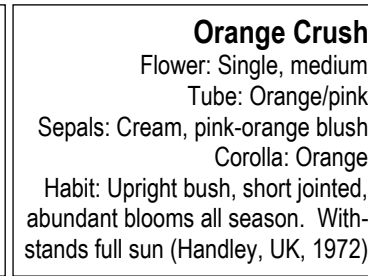 Orange Crush
Flower: Single, medium
Tube: Orange/pink
Sepals: Cream, pink-orange blush
Corolla: Orange
Habit: Upright bush, short jointed,
abundant blooms all season.  With-
stands full sun (Handley, UK, 1972)